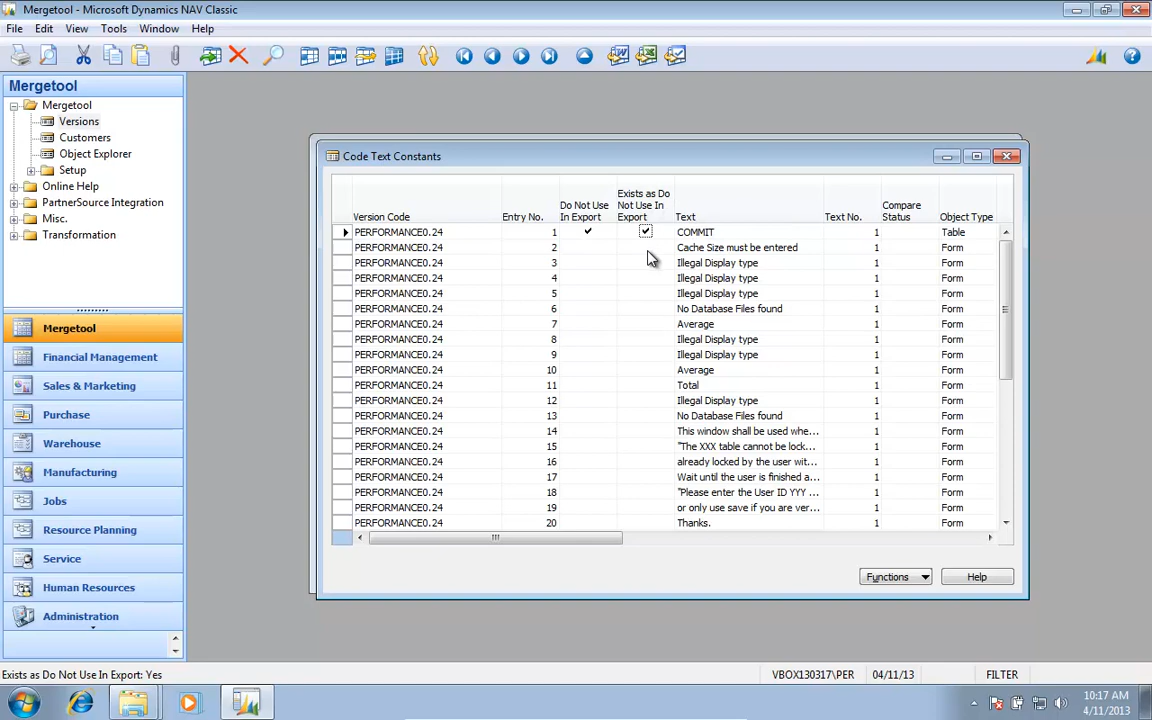 Mergetool - Microsoft Dynamics NAV Classic
File Edit View Tools Window Help
Mergetool
Mergetool
Versions
Customers
Object Explorer
Setup
Online Help
PartnerSource Integration
Misc.
Transformation
Mergetool
Financial Management
Sales & Marketing
Purchase
Warehouse
Manufacturing
Jobs
Resource Planning
Service
Human Resources
Administration
Code Text Constants
Version Code Entry No. Do Not Use In Export Exists as Do Not Use In Export Text Text No. Compare Status Object Type
PERFORMANCE0.24 1 COMMIT 1 Table
PERFORMANCE0.24 2 Cache Size must be entered 1 Form
PERFORMANCE0.24 3 Illegal Display type 1 Form
PERFORMANCE0.24 4 Illegal Display type 1 Form
PERFORMANCE0.24 5 Illegal Display type 1 Form
PERFORMANCE0.24 6 No Database Files found 1 Form
PERFORMANCE0.24 7 Average 1 Form
PERFORMANCE0.24 8 Illegal Display type 1 Form
PERFORMANCE0.24 9 Illegal Display type 1 Form
PERFORMANCE0.24 10 Average 1 Form
PERFORMANCE0.24 11 Total 1 Form
PERFORMANCE0.24 12 Illegal Display type 1 Form
PERFORMANCE0.24 13 No Database Files found 1 Form
PERFORMANCE0.24 14 This window shall be used whe... 1 Form
PERFORMANCE0.24 15 "The XXX table cannot be lock... 1 Form
PERFORMANCE0.24 16 already locked by the user wit... 1 Form
PERFORMANCE0.24 17 Wait until the user is finished a... 1 Form
PERFORMANCE0.24 18 "Please enter the User ID YYY ... 1 Form
PERFORMANCE0.24 19 or only use save if you are ver... 1 Form
PERFORMANCE0.24 20 Thanks. 1 Form
Functions Help
Exists as Do Not Use In Export: Yes VBOX130317\PER 04/11/13 FILTER
10:17 AM
4/11/2013